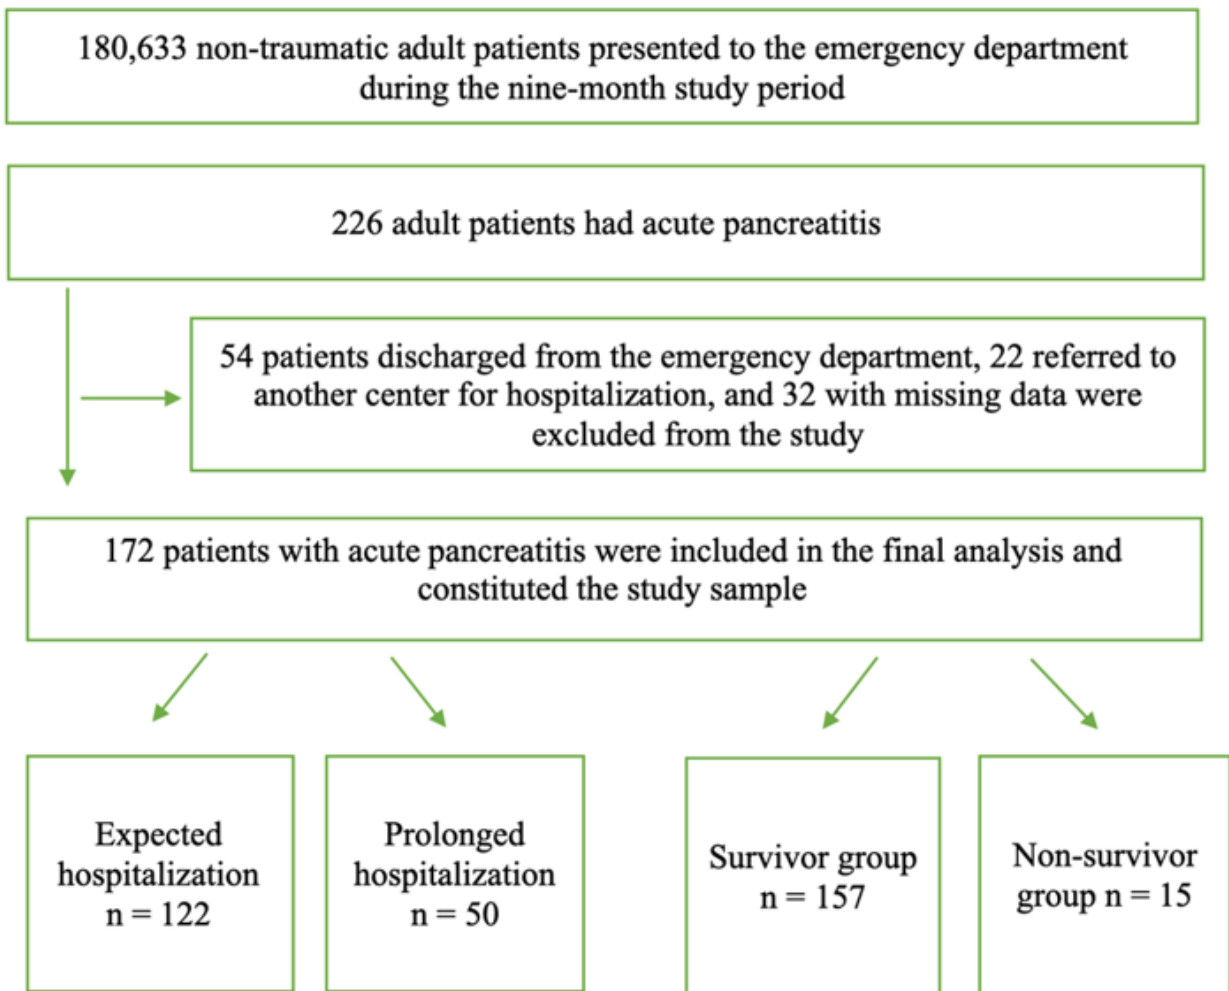 180,633 non-traumatic adult patients presented to the emergency department
during the nine-month study period
226 adult patients had acute pancreatitis
54 patients discharged from the emergency department, 22 referred to
another center for hospitalization, and 32 with missing data were
excluded from the study
172 patients with acute pancreatitis were included in the final analysis and
constituted the study sample
Expected
hospitalization
n = 122
Prolonged
hospitalization
n = 50
Survivor group
n = 157
Non-survivor
group n = 15